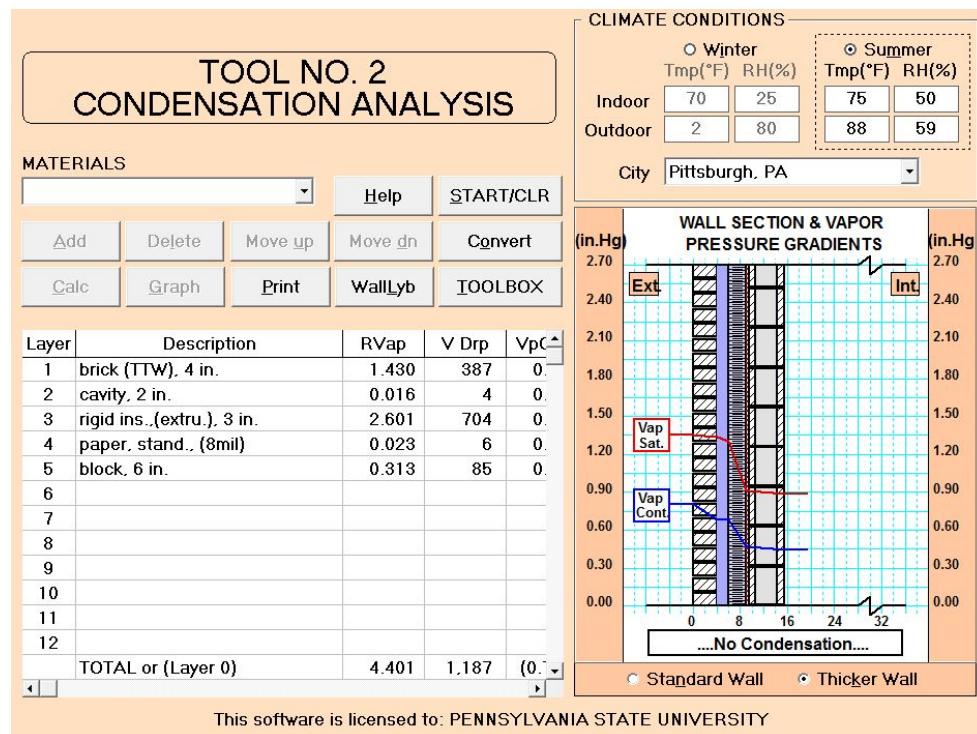 TOOL NO. 2
CONDENSATION ANALYSIS
CLIMATE CONDITIONS
Winter Summer
Tmp(°F) RH(%) Tmp(°F) RH(%)
Indoor 70 25 75 50
Outdoor 2 80 88 59
City Pittsburgh, PA
MATERIALS
Help START/CLR
Add Delete Move up Move dn Convert
Calc Graph Print WallLyb TOOLBOX
Layer Description RVap V Drp VpC
1 brick (TTW), 4 in. 1.430 387 0.
2 cavity, 2 in. 0.016 4 0.
3 rigid ins.,(extru.), 3 in. 2.601 704 0.
4 paper, stand., (8mil) 0.023 6 0.
5 block, 6 in. 0.313 85 0.
6
7
8
9
10
11
12
TOTAL or (Layer 0) 4.401 1,187 (0.
WALL SECTION & VAPOR
PRESSURE GRADIENTS
(in.Hg) (in.Hg)
2.70 2.70
Ext. Int.
2.40 2.40
2.10 2.10
1.80 1.80
1.50 1.50
Vap
Sat.
1.20 1.20
0.90 0.90
Vap
Cont.
0.60 0.60
0.30 0.30
0.00 0.00
0 8 16 24 32
....No Condensation....
Standard Wall Thicker Wall
This software is licensed to: PENNSYLVANIA STATE UNIVERSITY